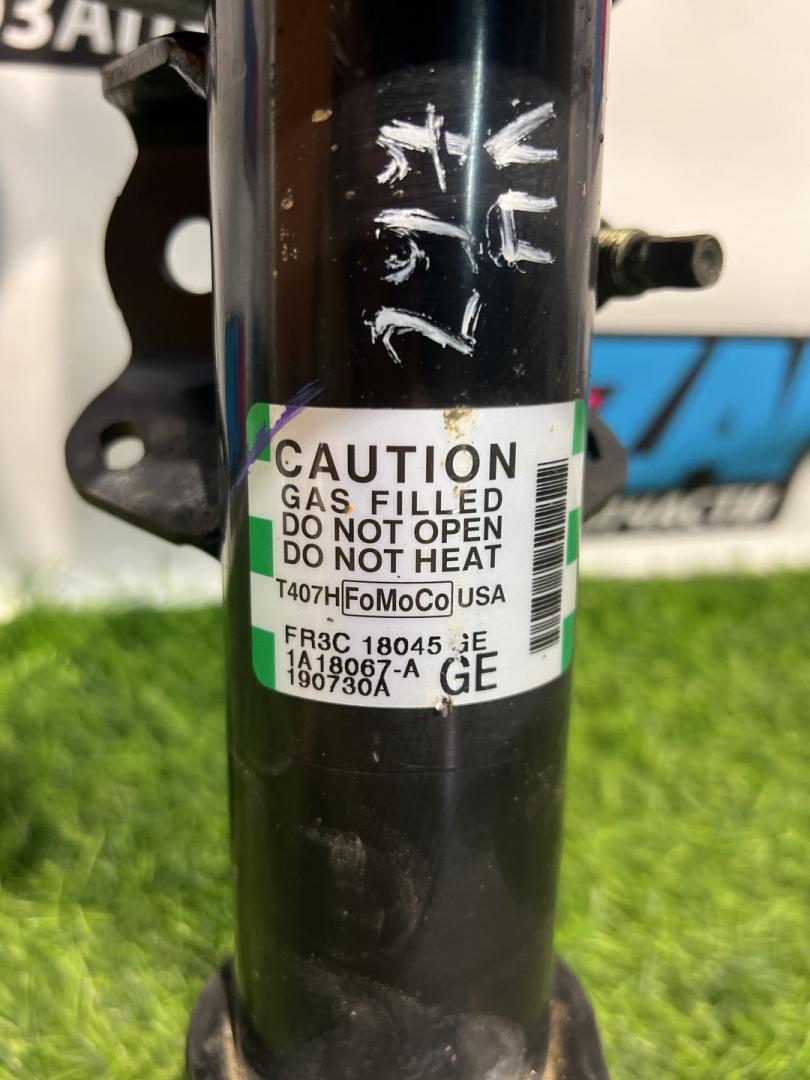 CAUTION
GAS FILLED
DO NOT OPEN
DO NOT HEAT
T407H FoMoCo USA
FR3C 18045 GE
1A18067-A
190730A
GE